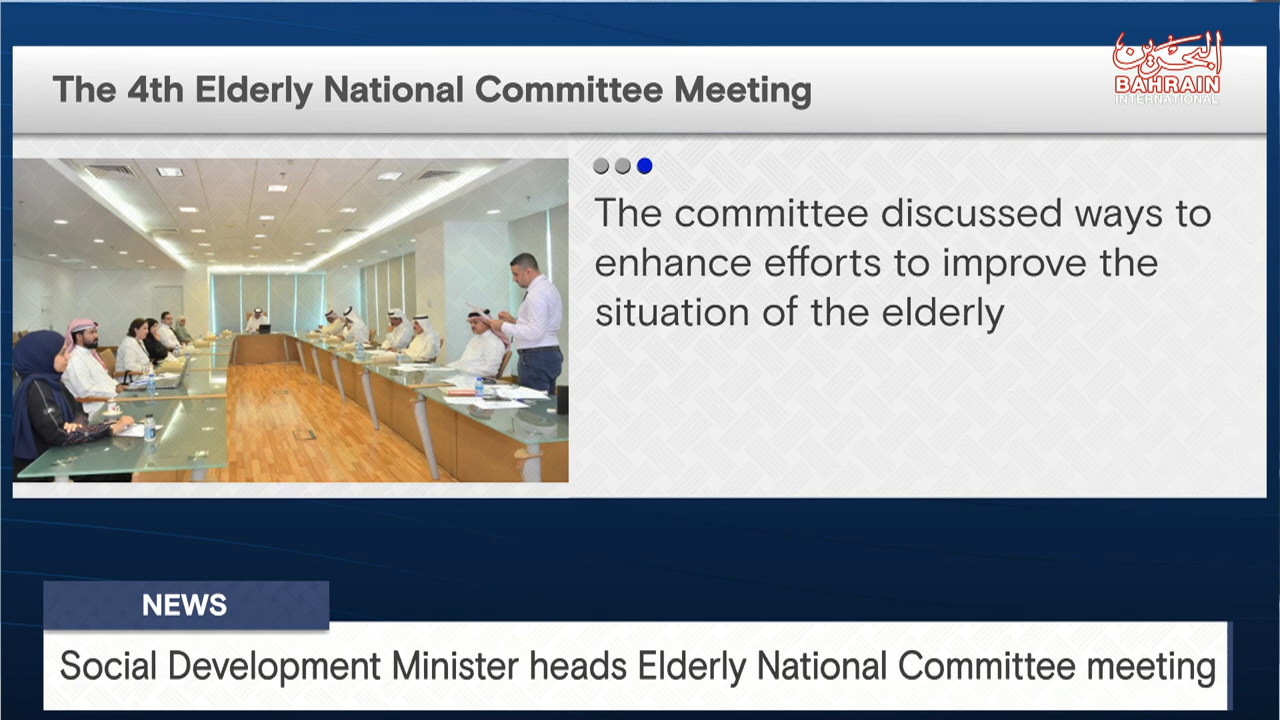 The 4th Elderly National Committee Meeting
البحرين
BAHRAIN
INTERNATIONAL
The committee discussed ways to
enhance efforts to improve the
situation of the elderly
NEWS
Social Development Minister heads Elderly National Committee meeting